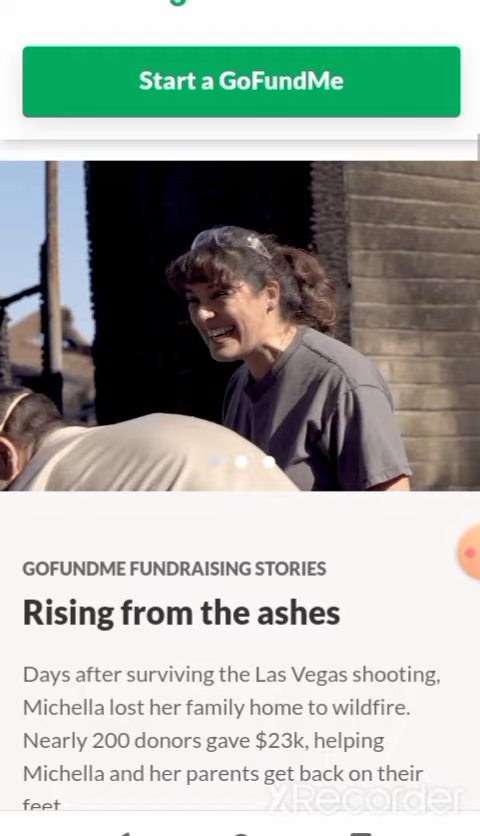 Start a GoFundMe
GOFUNDME FUNDRAISING STORIES
Rising from the ashes
Days after surviving the Las Vegas shooting,
Michella lost her family home to wildfire.
Nearly 200 donors gave $23k, helping
Michella and her parents get back on their
feet.
XRecorder